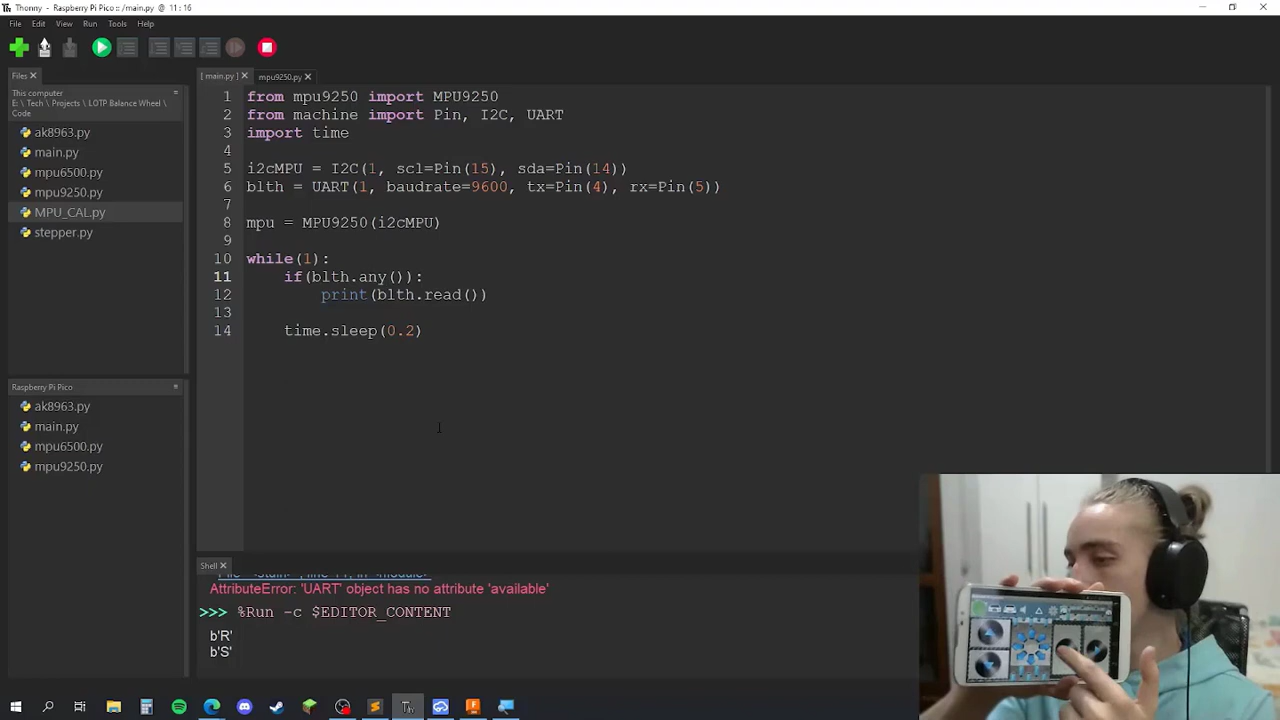 Thonny - Raspberry Pi Pico :: /main.py @ 11 : 16
File Edit View Run Tools Help
Files
This computer
E: \ Tech \ Projects \ LOTP Balance Wheel \
Code
ak8963.py
main.py
mpu6500.py
mpu9250.py
MPU_CAL.py
stepper.py
Raspberry Pi Pico
ak8963.py
main.py
mpu6500.py
mpu9250.py
[ main.py ] mpu9250.py
1 from mpu9250 import MPU9250
2 from machine import Pin, I2C, UART
3 import time
4
5 i2cMPU = I2C(1, scl=Pin(15), sda=Pin(14))
6 blth = UART(1, baudrate=9600, tx=Pin(4), rx=Pin(5))
7
8 mpu = MPU9250(i2cMPU)
9
10 while(1):
11 if(blth.any()):
12 print(blth.read())
13
14 time.sleep(0.2)
Shell
AttributeError: 'UART' object has no attribute 'available'
>>> %Run -c $EDITOR_CONTENT
b'R'
b'S'
Th